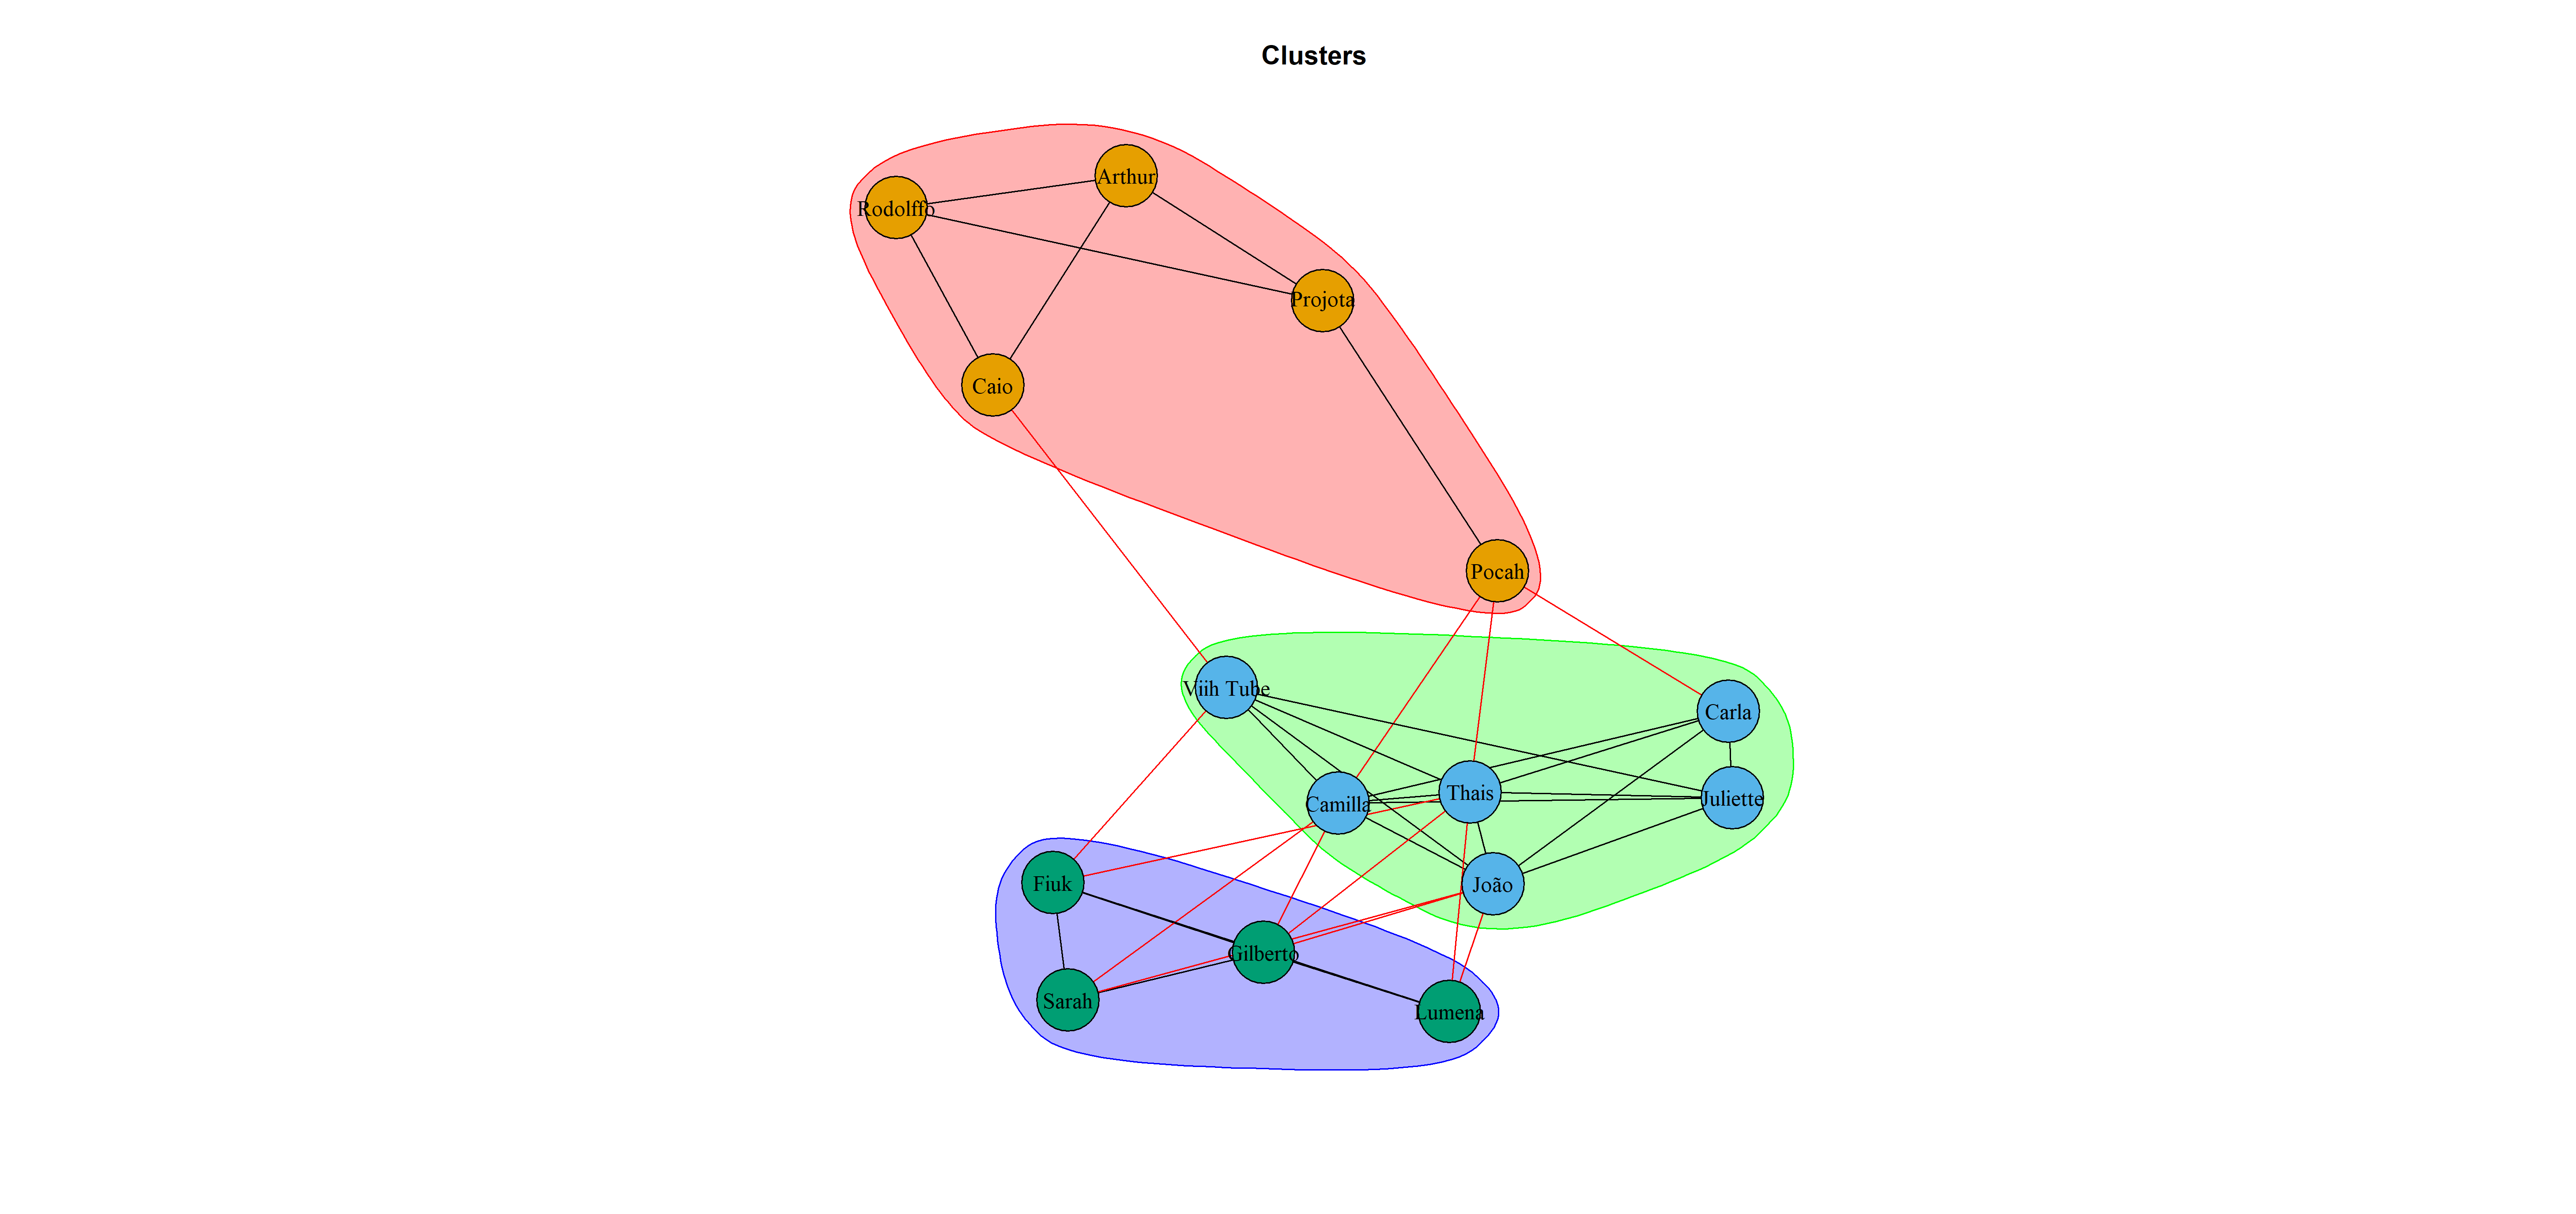 Clusters
Arthur
Rodolffo
Projota
Caio
Pocah
Viih Tube
Carla
Thais
Juliette
Camilla
Fiuk
João
Gilberto
Sarah
Lumena